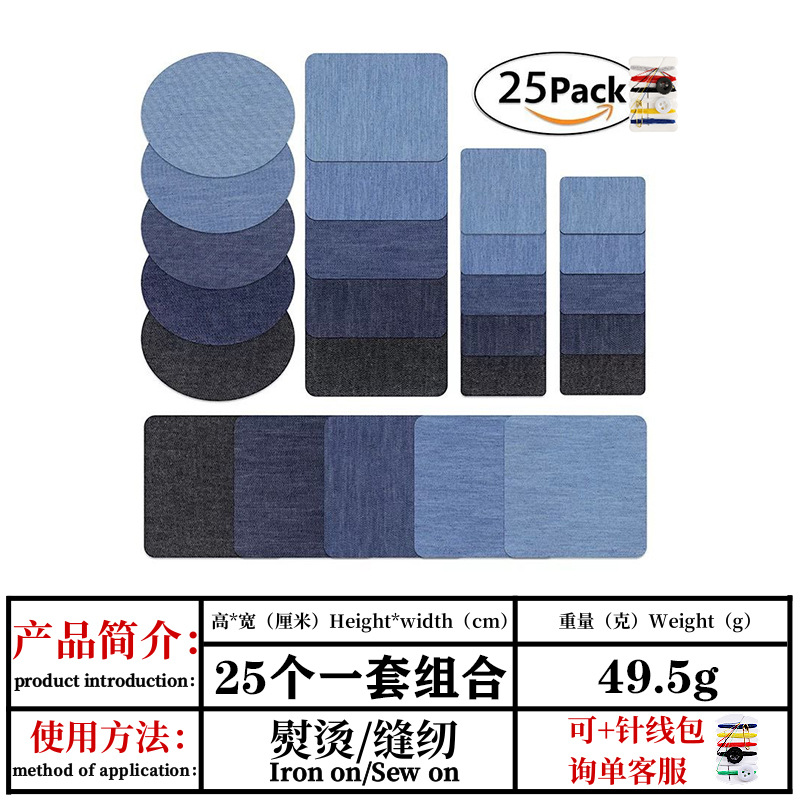 25Pack
产品简介：
product introduction：
高*宽（厘米）Height*width（cm）
重量（克）Weight（g）
25个一套组合
49.5g
使用方法：
method of application：
熨烫/缝纫
Iron on/Sew on
可+针线包
询单客服